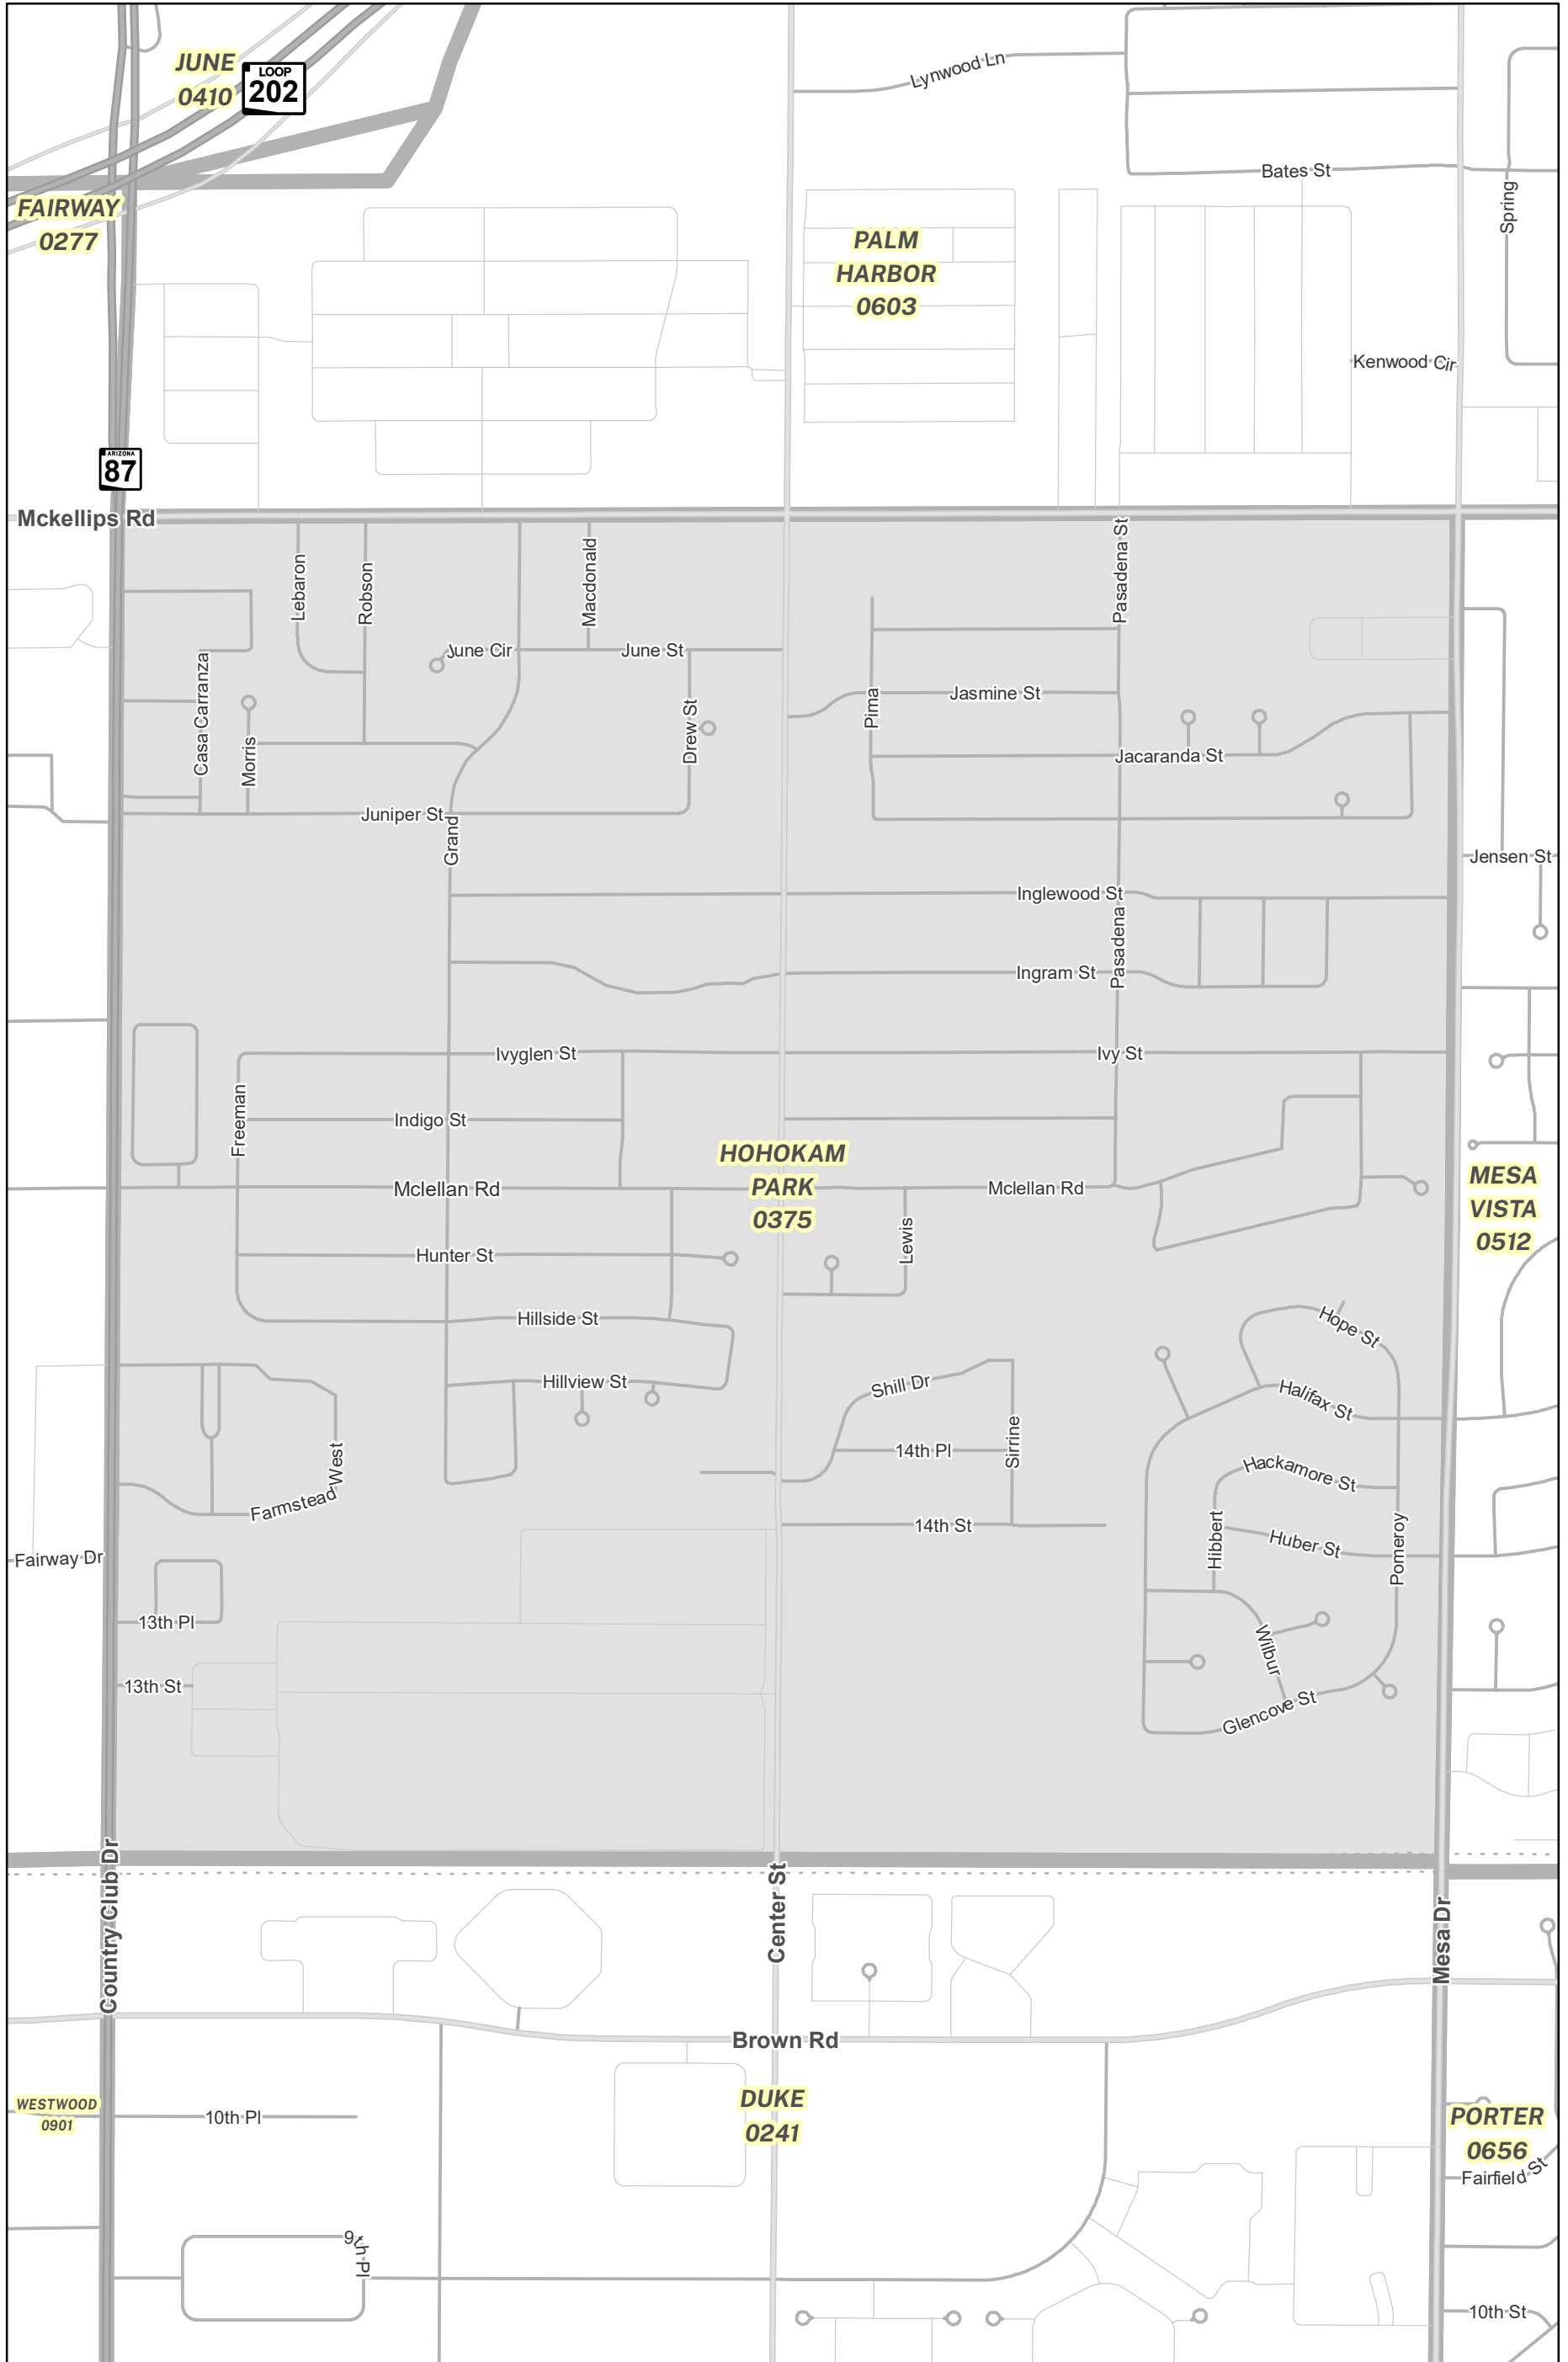 JUNE
0410
LOOP
202
Lynwood Ln
Bates St
Spring
FAIRWAY
0277
PALM
HARBOR
0603
Kenwood Cir
ARIZONA
87
Mckellips Rd
Lebaron
Robson
Macdonald
Pasadena St
June Cir
June St
Casa Carranza
Morris
Drew St
Pima
Jasmine St
Jacaranda St
Juniper St
Grand
Jensen St
Inglewood St
Pasadena
Ingram St
Ivyglen St
Ivy St
Freeman
Indigo St
HOHOKAM
PARK
0375
Mclellan Rd
Mclellan Rd
MESA
VISTA
0512
Lewis
Hunter St
Hillside St
Hope St
Hillview St
Shill Dr
Halifax St
14th Pl
Sirrine
West
Farmstead
Hackamore St
14th St
Hibbert
Huber St
Pomeroy
Fairway Dr
13th Pl
Wilbur
13th St
Glencove St
Country Club Dr
Center St
Mesa Dr
Brown Rd
WESTWOOD
0901
10th Pl
DUKE
0241
PORTER
0656
Fairfield St
9th Pl
10th St